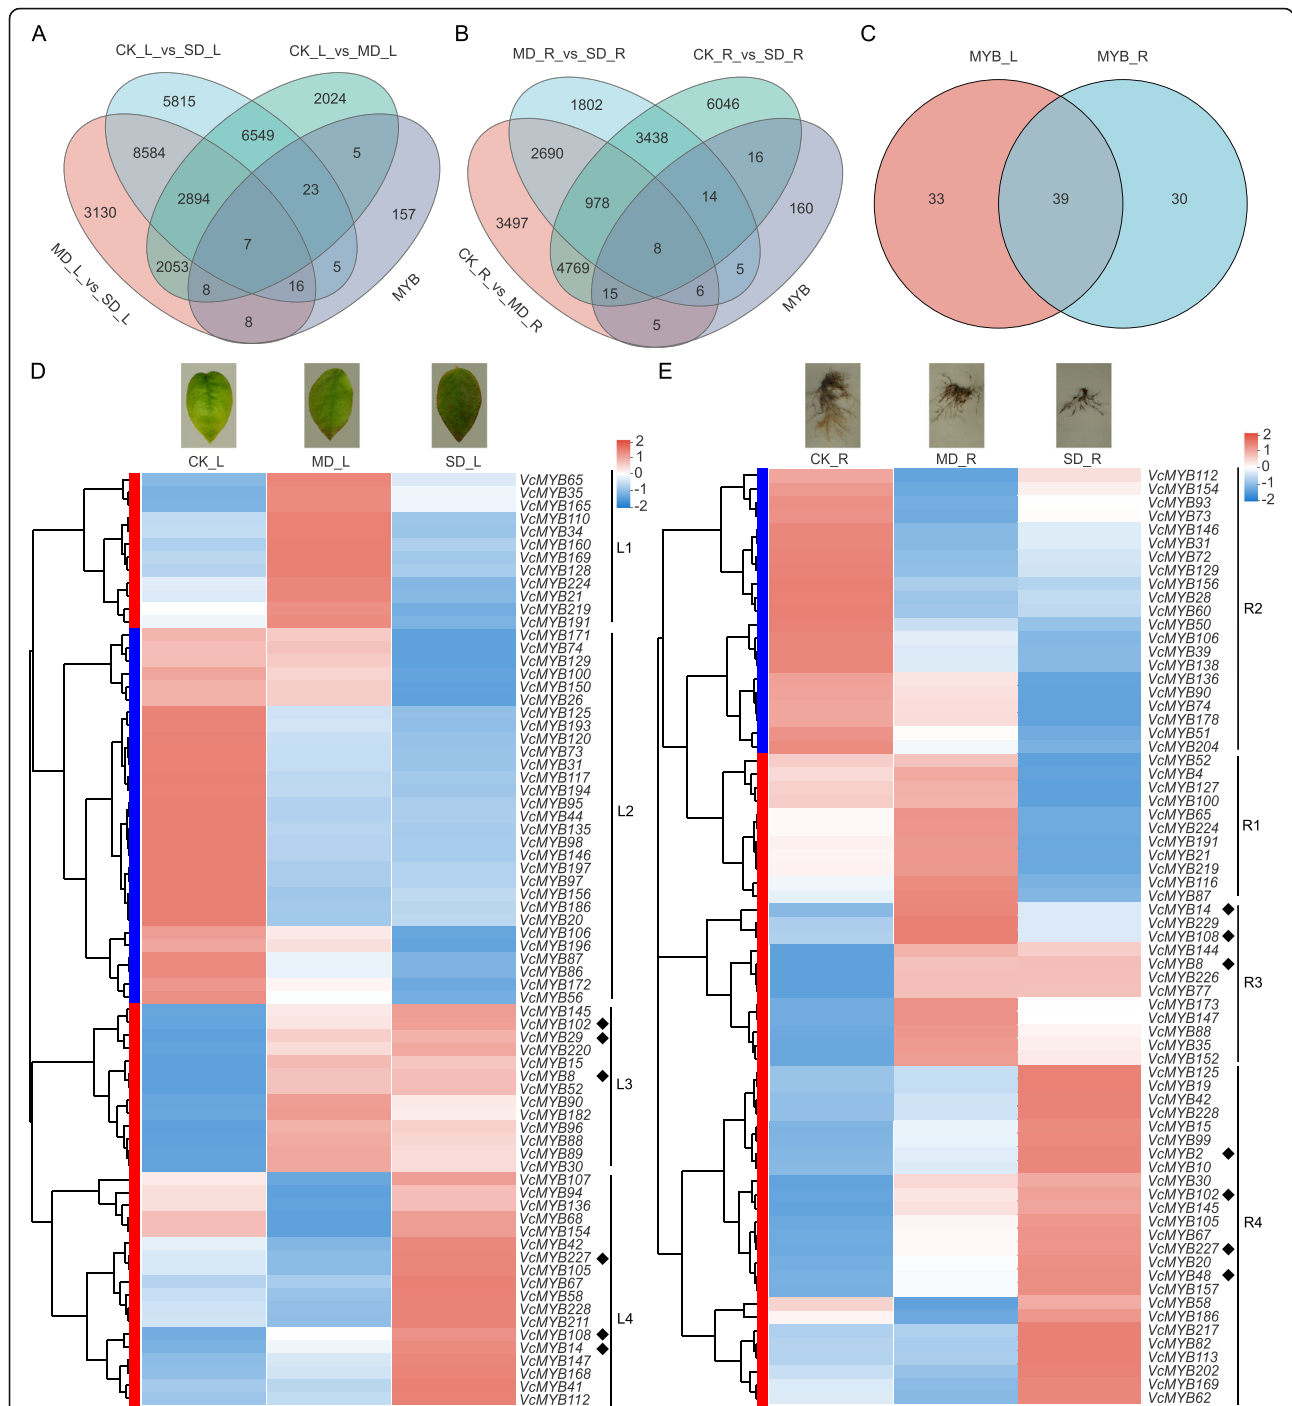 A
CK_L_vs_SD_L
CK_L_vs_MD_L
5815
2024
6549
8584
5
23
2894
3130
157
7
2053
5
8
16
8
MD_L_vs_SD_L
MYB
B
MD_R_vs_SD_R
CK_R_vs_SD_R
1802
6046
3438
2690
16
14
978
3497
160
8
4769
5
15
6
5
CK_R_vs_MD_R
MYB
C
MYB_L
MYB_R
33
39
30
D
CK_L
MD_L
SD_L
2
1
0
-1
-2
VcMYB65
VcMYB35
VcMYB165
VcMYB110
VcMYB34
VcMYB160
VcMYB169
VcMYB128
VcMYB224
VcMYB21
VcMYB219
VcMYB191
L1
VcMYB171
VcMYB74
VcMYB129
VcMYB100
VcMYB150
VcMYB26
VcMYB125
VcMYB193
VcMYB120
VcMYB73
VcMYB31
VcMYB117
VcMYB194
VcMYB95
VcMYB44
VcMYB135
VcMYB98
VcMYB146
VcMYB197
VcMYB97
VcMYB156
VcMYB186
VcMYB20
VcMYB106
VcMYB196
VcMYB87
VcMYB86
VcMYB172
VcMYB56
L2
VcMYB145
VcMYB102 ◆
VcMYB29 ◆
VcMYB220
VcMYB15
VcMYB8 ◆
VcMYB52
VcMYB90
VcMYB182
VcMYB96
VcMYB88
VcMYB89
VcMYB30
L3
VcMYB107
VcMYB94
VcMYB136
VcMYB68
VcMYB154
VcMYB42
VcMYB227 ◆
VcMYB105
VcMYB67
VcMYB58
VcMYB228
VcMYB211
VcMYB108 ◆
VcMYB14 ◆
VcMYB147
VcMYB168
VcMYB41
VcMYB112
L4
E
CK_R
MD_R
SD_R
2
1
0
-1
-2
VcMYB112
VcMYB154
VcMYB93
VcMYB73
VcMYB146
VcMYB31
VcMYB72
VcMYB129
VcMYB156
VcMYB28
VcMYB60
VcMYB50
VcMYB106
VcMYB39
VcMYB138
VcMYB136
VcMYB90
VcMYB74
VcMYB178
VcMYB51
VcMYB204
R2
VcMYB52
VcMYB4
VcMYB127
VcMYB100
VcMYB65
VcMYB224
VcMYB191
VcMYB21
VcMYB219
VcMYB116
VcMYB87
R1
VcMYB14 ◆
VcMYB229
VcMYB108 ◆
VcMYB144
VcMYB8 ◆
VcMYB226
VcMYB77
VcMYB173
VcMYB147
VcMYB88
VcMYB35
VcMYB152
R3
VcMYB125
VcMYB19
VcMYB42
VcMYB228
VcMYB15
VcMYB99
VcMYB2 ◆
VcMYB10
VcMYB30
VcMYB102 ◆
VcMYB145
VcMYB105
VcMYB67
VcMYB227 ◆
VcMYB20
VcMYB48 ◆
VcMYB157
VcMYB58
VcMYB186
VcMYB217
VcMYB82
VcMYB113
VcMYB202
VcMYB169
VcMYB62
R4